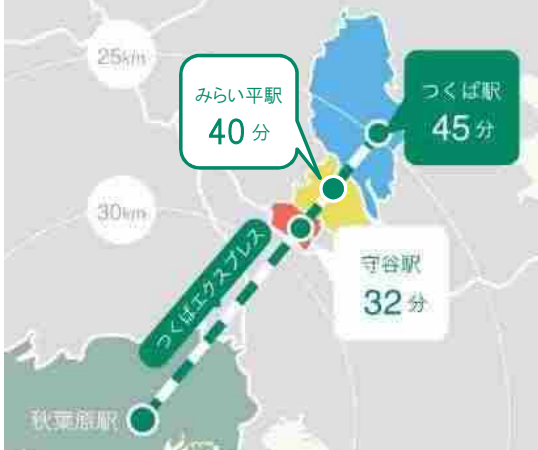 25km
みらい平駅
40分
つくば駅
45分
30km
守谷駅
32分
つくばエクスプレス
秋葉原駅